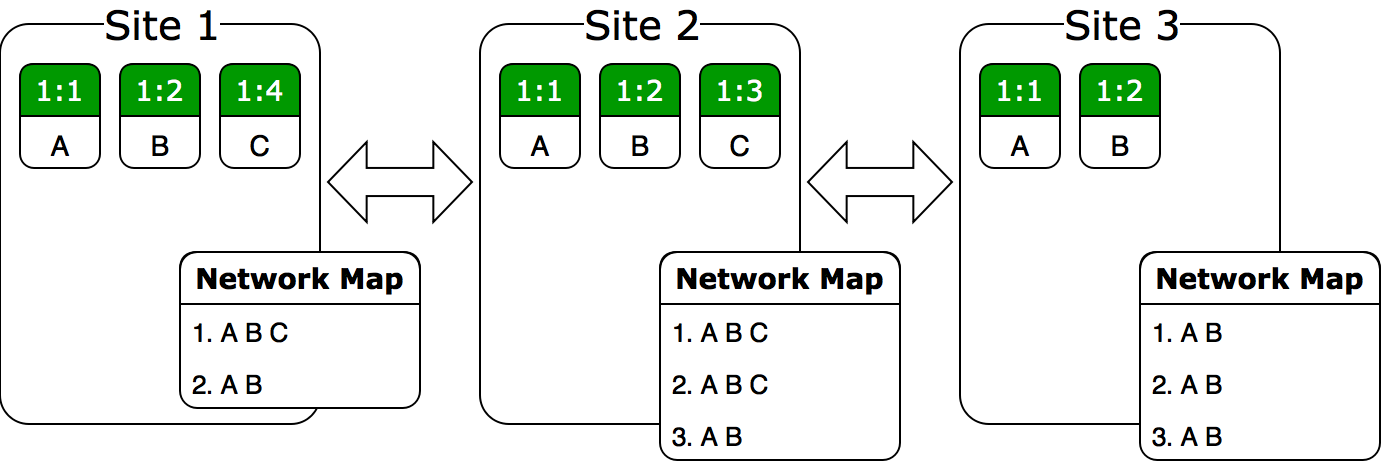 Site 1
Site 2
Site 3
1:1 1:2 1:4
A B C
1:1 1:2 1:3
A B C
1:1 1:2
A B
Network Map
1. A B C
2. A B
Network Map
1. A B C
2. A B C
3. A B
Network Map
1. A B
2. A B
3. A B